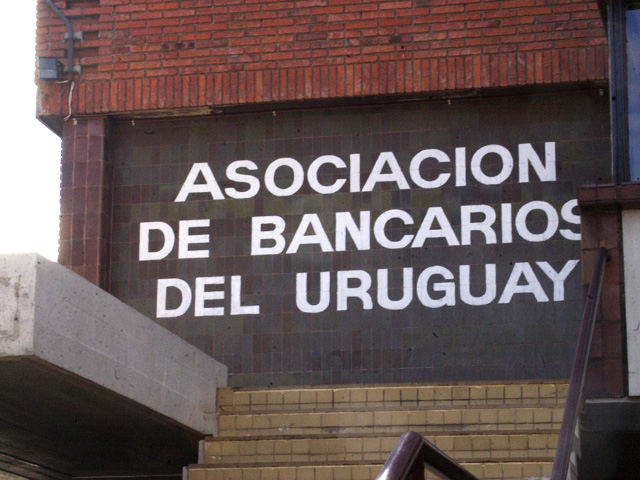 ASOCIACION
DE BANCARIOS
DEL URUGUAY